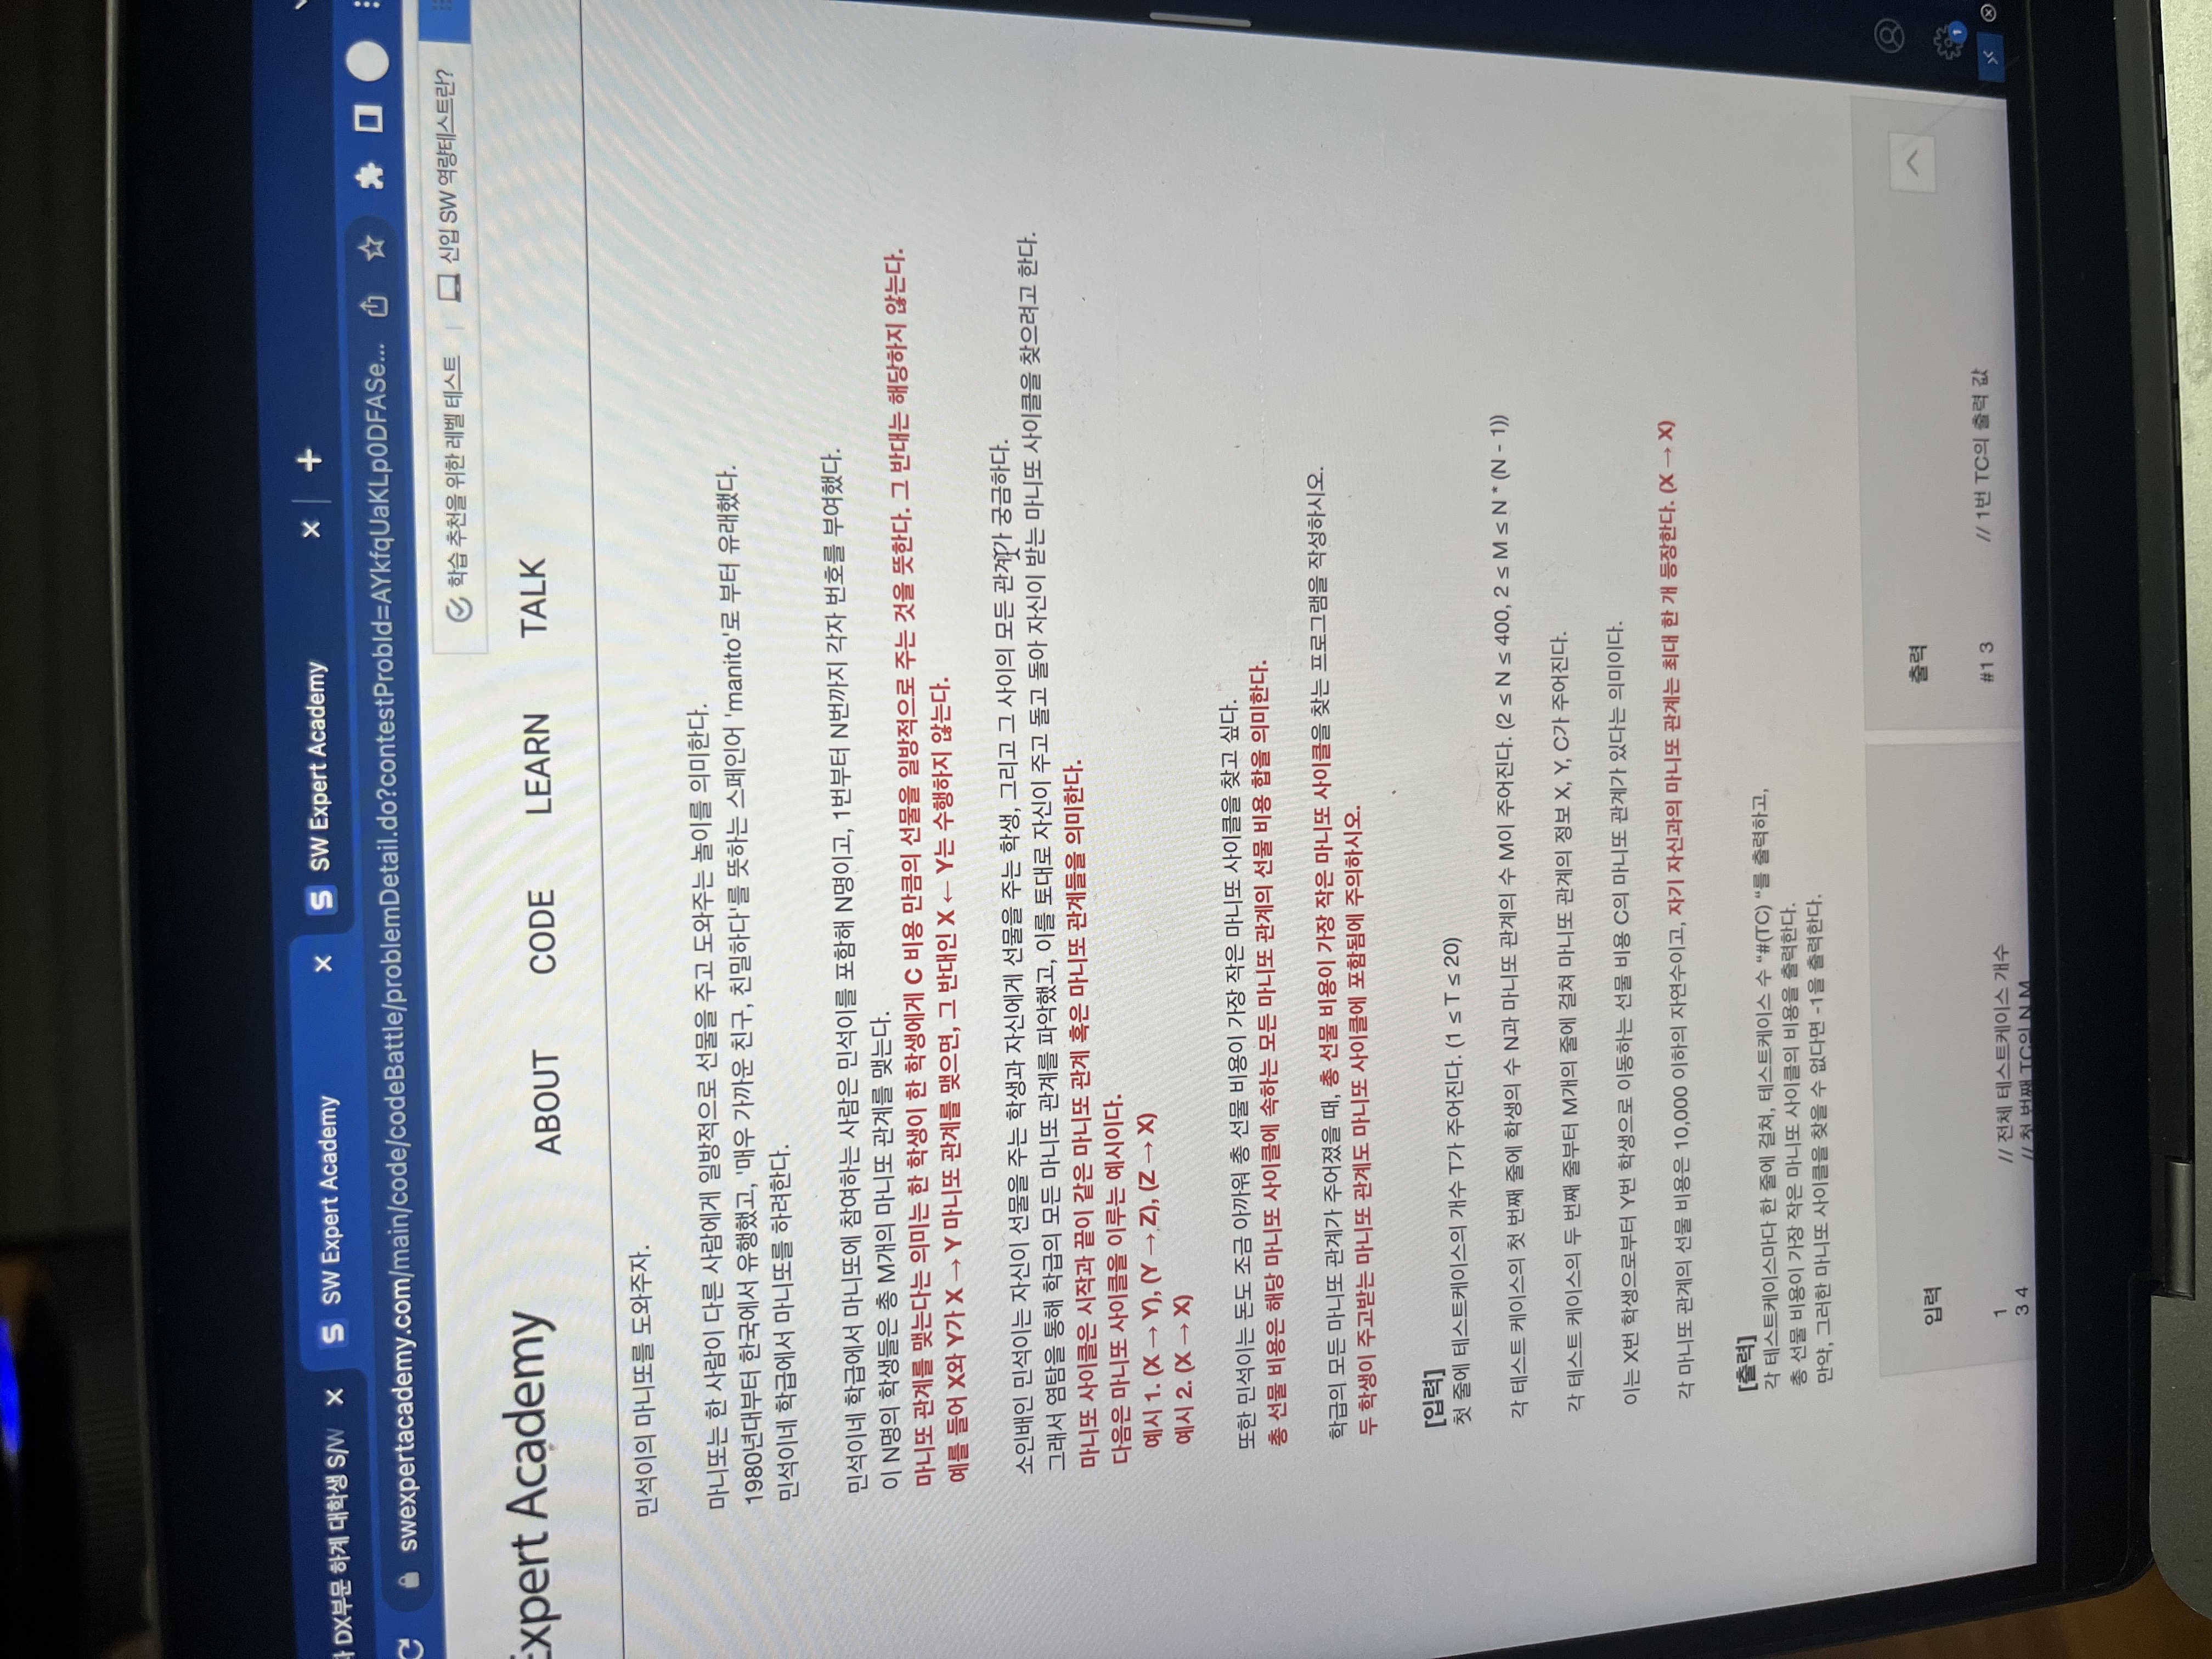 DX부문 하계 대학생 S/W
SW Expert Academy
SW Expert Academy
swexpertacademy.com/main/code/codeBattle/problemDetail.do?contestProbId=AYkfqUaKLp0DFASe...
학습 추천을 위한 레벨 테스트
신입 SW 역량테스트란?
Expert Academy
ABOUT
CODE
LEARN
TALK
민석이의 마니또를 도와주자.
마니또는 한 사람이 다른 사람에게 일방적으로 선물을 주고 도와주는 놀이를 의미한다.
1980년대부터 한국에서 유행했고, '매우 가까운 친구, 친밀하다'를 뜻하는 스페인어 'manito'로 부터 유래했다.
민석이네 학급에서 마니또를 하려한다.
민석이네 학급에서 마니또에 참여하는 사람은 민석이를 포함해 N명이고, 1번부터 N번까지 각자 번호를 부여했다.
이 N명의 학생들은 총 M개의 마니또 관계를 맺는다.
마니또 관계를 맺는다는 의미는 한 학생이 한 학생에게 C 비용 만큼의 선물을 일방적으로 주는 것을 뜻한다. 그 반대는 해당하지 않는다.
예를 들어 X와 Y가 X → Y 마니또 관계를 맺으면, 그 반대인 X ← Y는 수행하지 않는다.
소인배인 민석이는 자신이 선물을 주는 학생과 자신에게 선물을 주는 학생, 그리고 그 사이의 모든 관계가 궁금하다.
그래서 염탐을 통해 학급의 모든 마니또 관계를 파악했고, 이를 토대로 자신이 주고 돌고 돌아 자신이 받는 마니또 사이클을 찾으려고 한다.
마니또 사이클은 시작과 끝이 같은 마니또 관계 혹은 마니또 관계들을 의미한다.
다음은 마니또 사이클을 이루는 예시이다.
예시 1. (X → Y), (Y → Z), (Z → X)
예시 2. (X → X)
또한 민석이는 돈도 조금 아까워 총 선물 비용이 가장 작은 마니또 사이클을 찾고 싶다.
총 선물 비용은 해당 마니또 사이클에 속하는 모든 마니또 관계의 선물 비용 합을 의미한다.
학급의 모든 마니또 관계가 주어졌을 때, 총 선물 비용이 가장 작은 마니또 사이클을 찾는 프로그램을 작성하시오.
두 학생이 주고받는 마니또 관계도 마니또 사이클에 포함됨에 주의하시오.
[입력]
첫 줄에 테스트케이스의 개수 T가 주어진다. (1 ≤ T ≤ 20)
각 테스트 케이스의 첫 번째 줄에 학생의 수 N과 마니또 관계의 수 M이 주어진다. (2 ≤ N ≤ 400, 2 ≤ M ≤ N * (N - 1))
각 테스트 케이스의 두 번째 줄부터 M개의 줄에 걸쳐 마니또 관계의 정보 X, Y, C가 주어진다.
이는 X번 학생으로부터 Y번 학생으로 이동하는 선물 비용 C의 마니또 관계가 있다는 의미이다.
각 마니또 관계의 선물 비용은 10,000 이하의 자연수이고, 자기 자신과의 마니또 관계는 최대 한 개 등장한다. (X → X)
[출력]
각 테스트케이스마다 한 줄에 걸쳐, 테스트케이스 수 “#(TC) “를 출력하고,
총 선물 비용이 가장 작은 마니또 사이클의 비용을 출력한다.
만약, 그러한 마니또 사이클을 찾을 수 없다면 -1을 출력한다.
입력
출력
1 // 전체 테스트케이스 개수
3 4 // 첫 번째 TC의 N M
#1 3 // 1번 TC의 출력 값
1